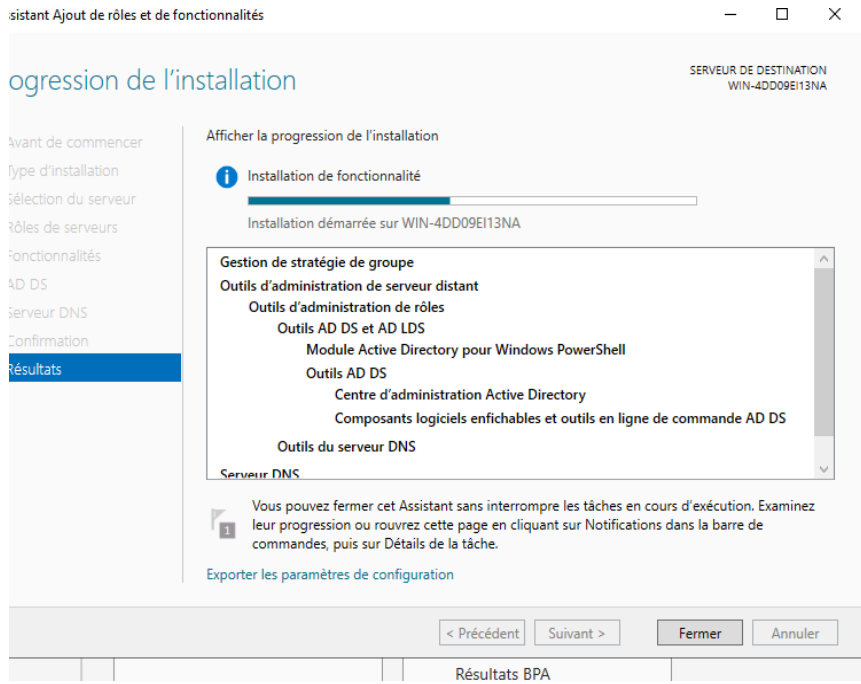 sistant Ajout de rôles et de fonctionnalités
ogression de l'installation
SERVEUR DE DESTINATION
WIN-4DD09EI13NA
Avant de commencer
Type d'installation
Sélection du serveur
Rôles de serveurs
Fonctionnalités
AD DS
Serveur DNS
Confirmation
Résultats
Afficher la progression de l'installation
Installation de fonctionnalité
Installation démarrée sur WIN-4DD09EI13NA
Gestion de stratégie de groupe
Outils d'administration de serveur distant
Outils d'administration de rôles
Outils AD DS et AD LDS
Module Active Directory pour Windows PowerShell
Outils AD DS
Centre d'administration Active Directory
Composants logiciels enfichables et outils en ligne de commande AD DS
Outils du serveur DNS
Serveur DNS
1
Vous pouvez fermer cet Assistant sans interrompre les tâches en cours d'exécution. Examinez
leur progression ou rouvrez cette page en cliquant sur Notifications dans la barre de
commandes, puis sur Détails de la tâche.
Exporter les paramètres de configuration
< Précédent
Suivant >
Fermer
Annuler
Résultats BPA